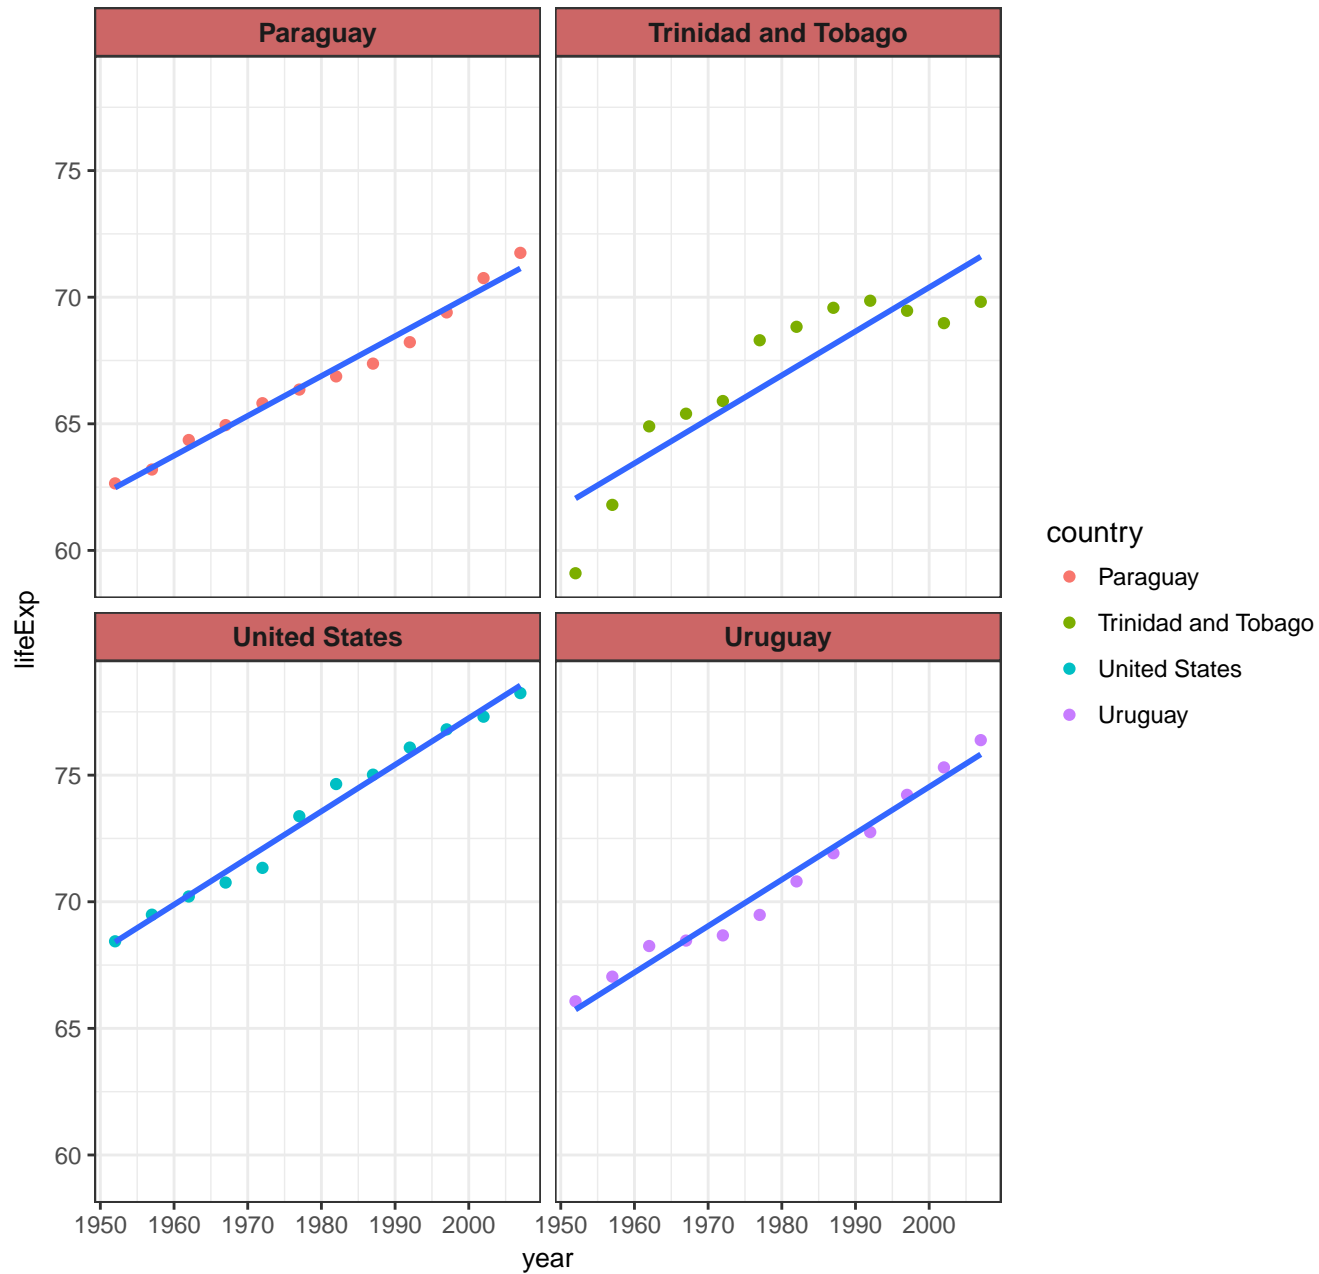 Paraguay
Trinidad and Tobago
75
70
65
60
United States
Uruguay
75
70
65
60
1950 1960 1970 1980 1990 2000
1950 1960 1970 1980 1990 2000
year
lifeExp
country
Paraguay
Trinidad and Tobago
United States
Uruguay